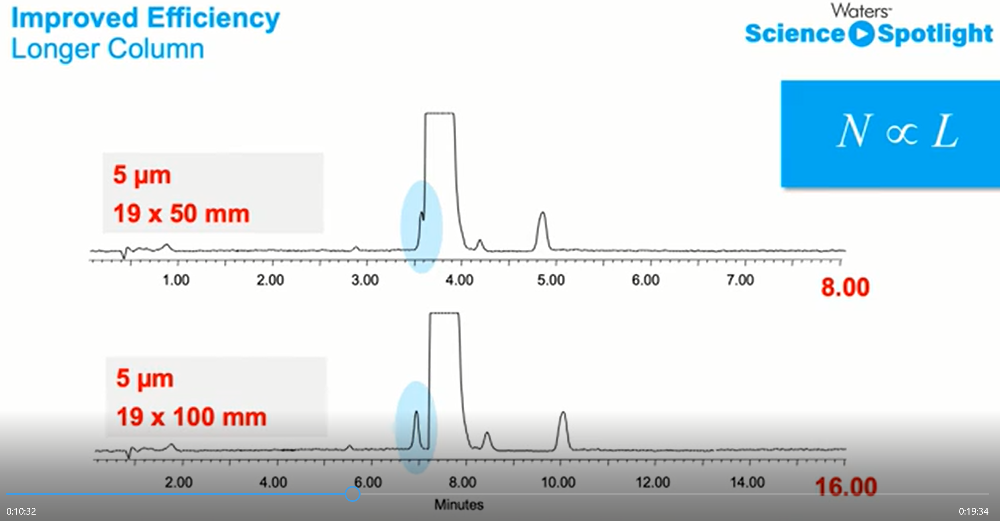 Improved Efficiency
Longer Column
Waters™
Science Spotlight
N ∝ L
5 µm
19 x 50 mm
1.00 2.00 3.00 4.00 5.00 6.00 7.00 8.00
5 µm
19 x 100 mm
2.00 4.00 6.00 8.00 10.00 12.00 14.00 16.00
Minutes
0:10:32 0:19:34